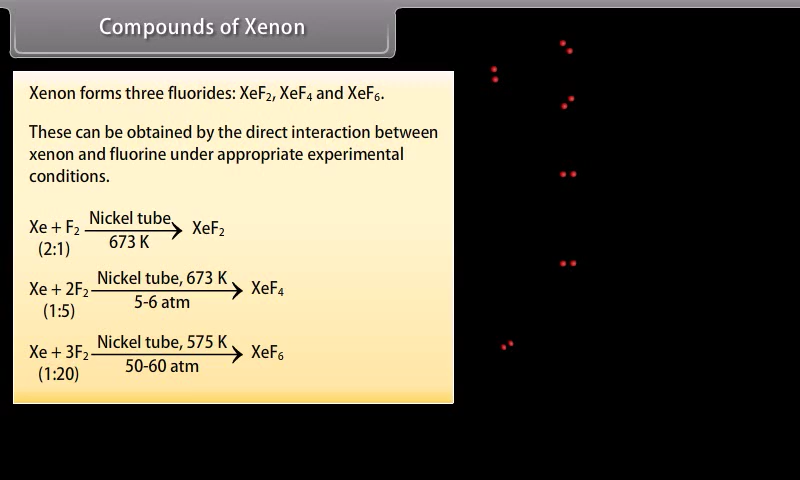 Compounds of Xenon
Xenon forms three fluorides: XeF₂, XeF₄ and XeF₆.
These can be obtained by the direct interaction between
xenon and fluorine under appropriate experimental
conditions.
Nickel tube
Xe + F₂ ⟶ XeF₂
(2:1) 673 K
Nickel tube, 673 K
Xe + 2F₂ ⟶ XeF₄
(1:5) 5-6 atm
Nickel tube, 575 K
Xe + 3F₂ ⟶ XeF₆
(1:20) 50-60 atm